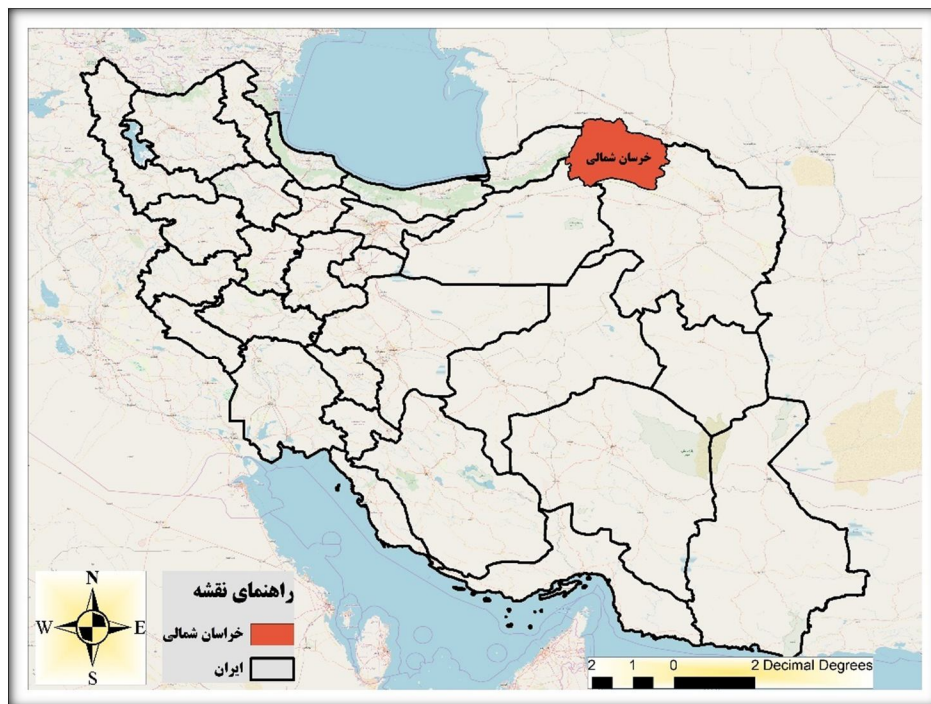 خرسان شمالی
راهنمای نقشه
خراسان شمالی
ایران
N
W E
S
2 1 0 2 Decimal Degrees